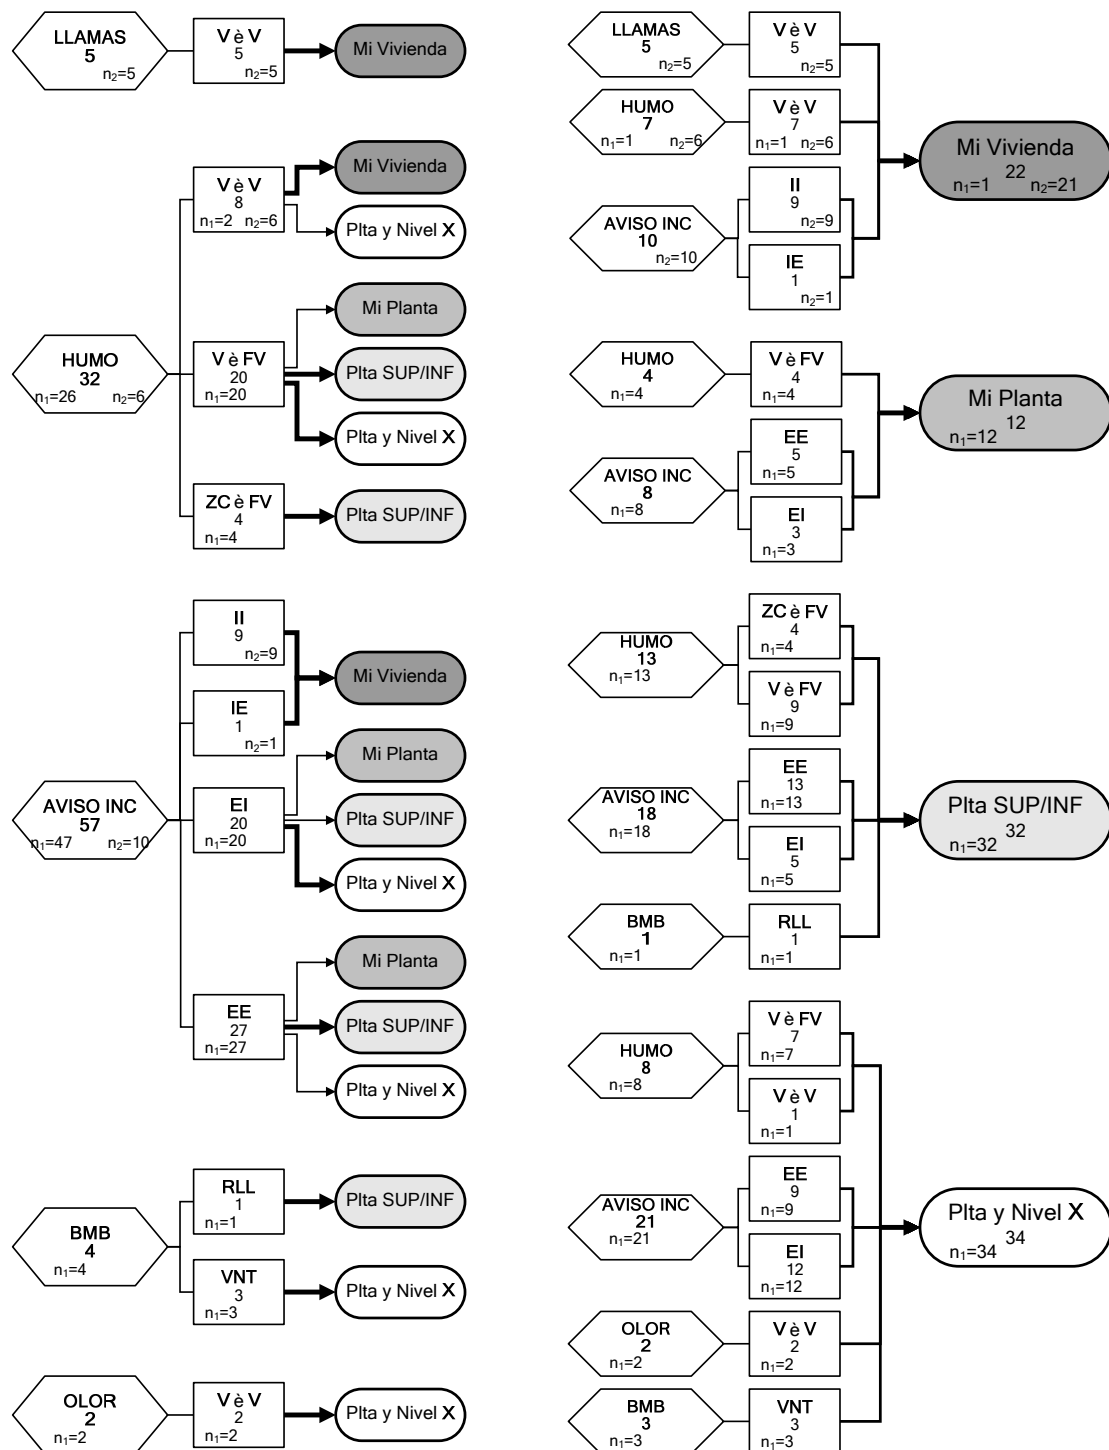 LLAMAS
5
n₂=5
V è V
5
n₂=5
Mi Vivienda
HUMO
32
n₁=26 n₂=6
V è V
8
n₁=2 n₂=6
Mi Vivienda
Plta y Nivel X
V è FV
20
n₁=20
Mi Planta
Plta SUP/INF
Plta y Nivel X
ZC è FV
4
n₁=4
Plta SUP/INF
AVISO INC
57
n₁=47 n₂=10
II
9
n₂=9
IE
1
n₂=1
Mi Vivienda
EI
20
n₁=20
Mi Planta
Plta SUP/INF
Plta y Nivel X
EE
27
n₁=27
Mi Planta
Plta SUP/INF
Plta y Nivel X
BMB
4
n₁=4
RLL
1
n₁=1
Plta SUP/INF
VNT
3
n₁=3
Plta y Nivel X
OLOR
2
n₁=2
V è V
2
n₁=2
Plta y Nivel X
LLAMAS
5
n₂=5
V è V
5
n₂=5
HUMO
7
n₁=1 n₂=6
V è V
7
n₁=1 n₂=6
AVISO INC
10
n₂=10
II
9
n₂=9
IE
1
n₂=1
Mi Vivienda
22
n₁=1 n₂=21
HUMO
4
n₁=4
V è FV
4
n₁=4
AVISO INC
8
n₁=8
EE
5
n₁=5
EI
3
n₁=3
Mi Planta
12
n₁=12
HUMO
13
n₁=13
ZC è FV
4
n₁=4
V è FV
9
n₁=9
AVISO INC
18
n₁=18
EE
13
n₁=13
EI
5
n₁=5
BMB
1
n₁=1
RLL
1
n₁=1
Plta SUP/INF
32
n₁=32
HUMO
8
n₁=8
V è FV
7
n₁=7
V è V
1
n₁=1
AVISO INC
21
n₁=21
EE
9
n₁=9
EI
12
n₁=12
OLOR
2
n₁=2
V è V
2
n₁=2
BMB
3
n₁=3
VNT
3
n₁=3
Plta y Nivel X
34
n₁=34